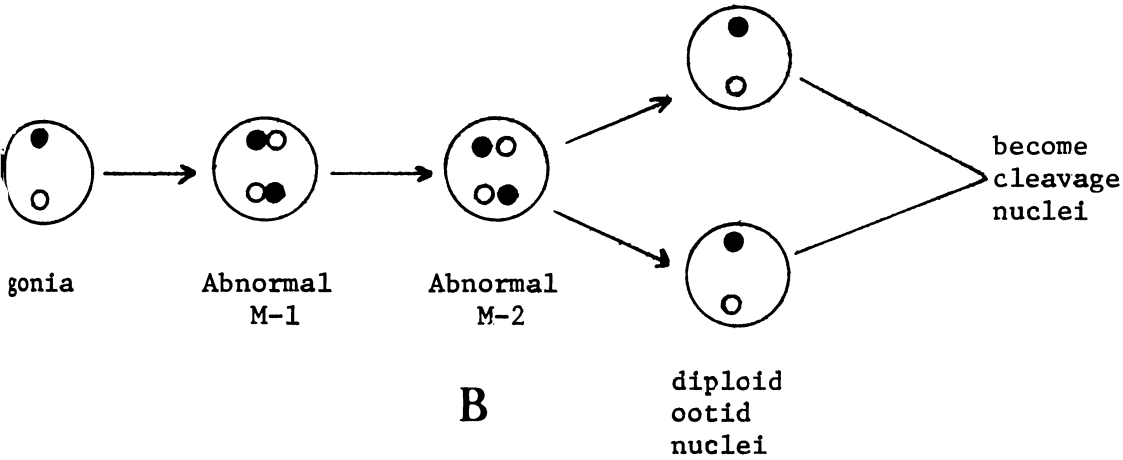 become
cleavage
nuclei
gonia
Abnormal
M-1
Abnormal
M-2
diploid
ootid
nuclei
B